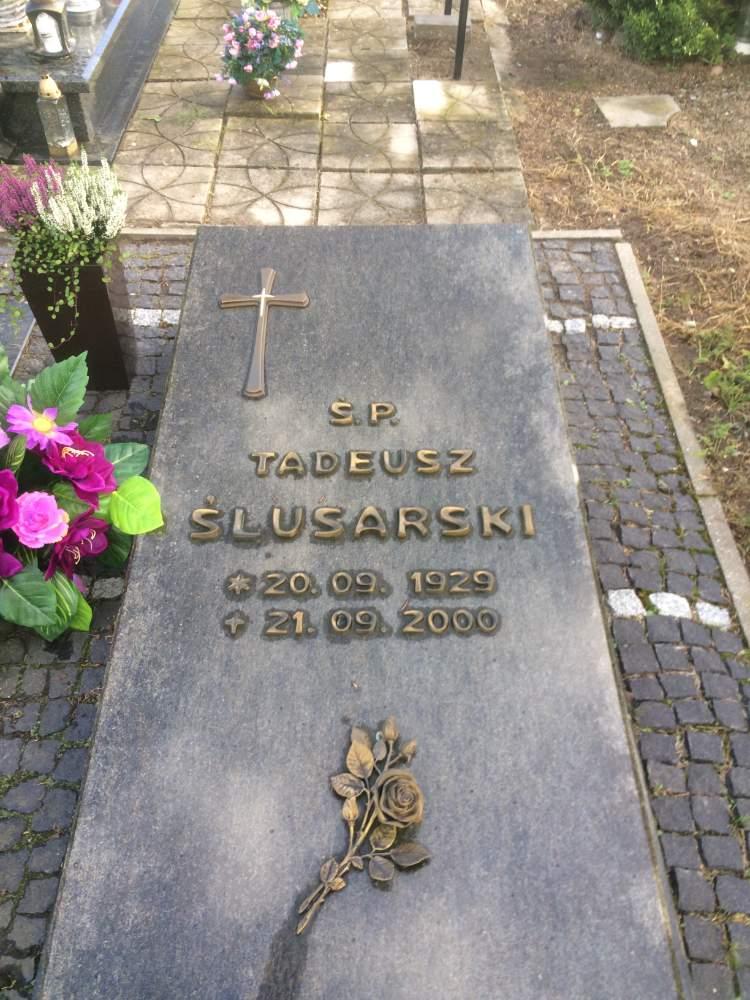 Ś.P.
TADEUSZ
ŚLUSARSKI
* 20. 09. 1929
+ 21. 09. 2000